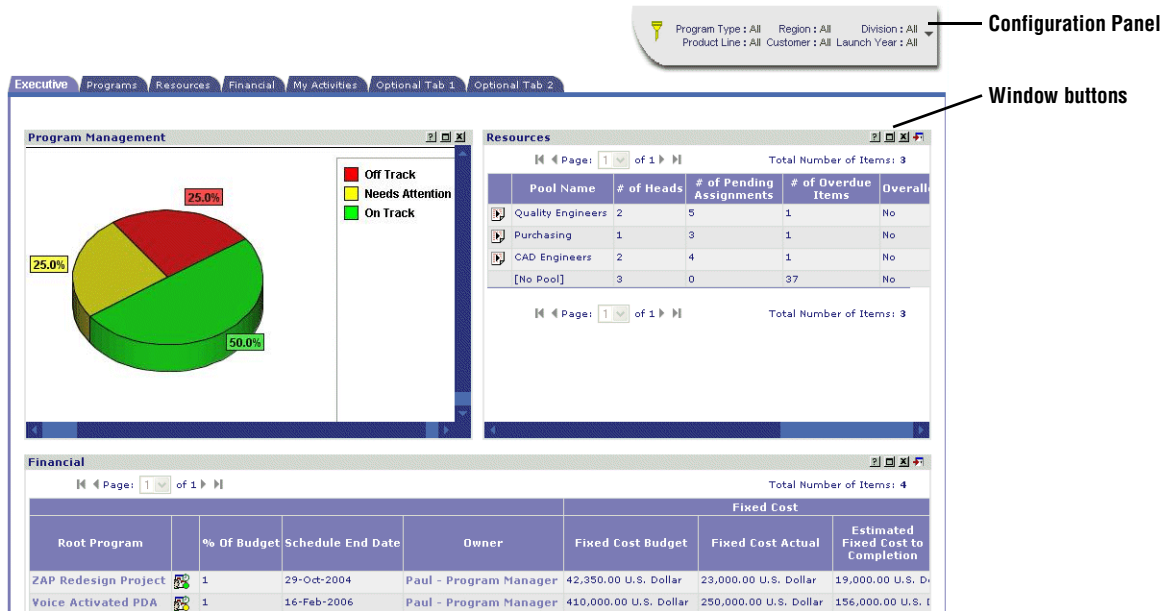 Program Type : All Region : All Division : All
Product Line : All Customer : All Launch Year : All
Configuration Panel
Executive Programs Resources Financial My Activities Optional Tab 1 Optional Tab 2
Window buttons
Program Management
Off Track
Needs Attention
On Track
25.0%
25.0%
50.0%
Resources
Page: 1 of 1 Total Number of Items: 3
Pool Name # of Heads # of Pending Assignments # of Overdue Items
Quality Engineers 2 5 1 No
Purchasing 1 3 1 No
CAD Engineers 2 4 1 No
[No Pool] 3 0 37 No
Page: 1 of 1 Total Number of Items: 3
Financial
Page: 1 of 1 Total Number of Items: 4
Fixed Cost
Root Program % Of Budget Schedule End Date Owner Fixed Cost Budget Fixed Cost Actual Estimated Fixed Cost to Completion
ZAP Redesign Project 1 29-Oct-2004 Paul - Program Manager 42,350.00 U.S. Dollar 23,000.00 U.S. Dollar 19,000.00 U.S.
Voice Activated PDA 1 16-Feb-2006 Paul - Program Manager 410,000.00 U.S. Dollar 250,000.00 U.S. Dollar 156,000.00 U.S.